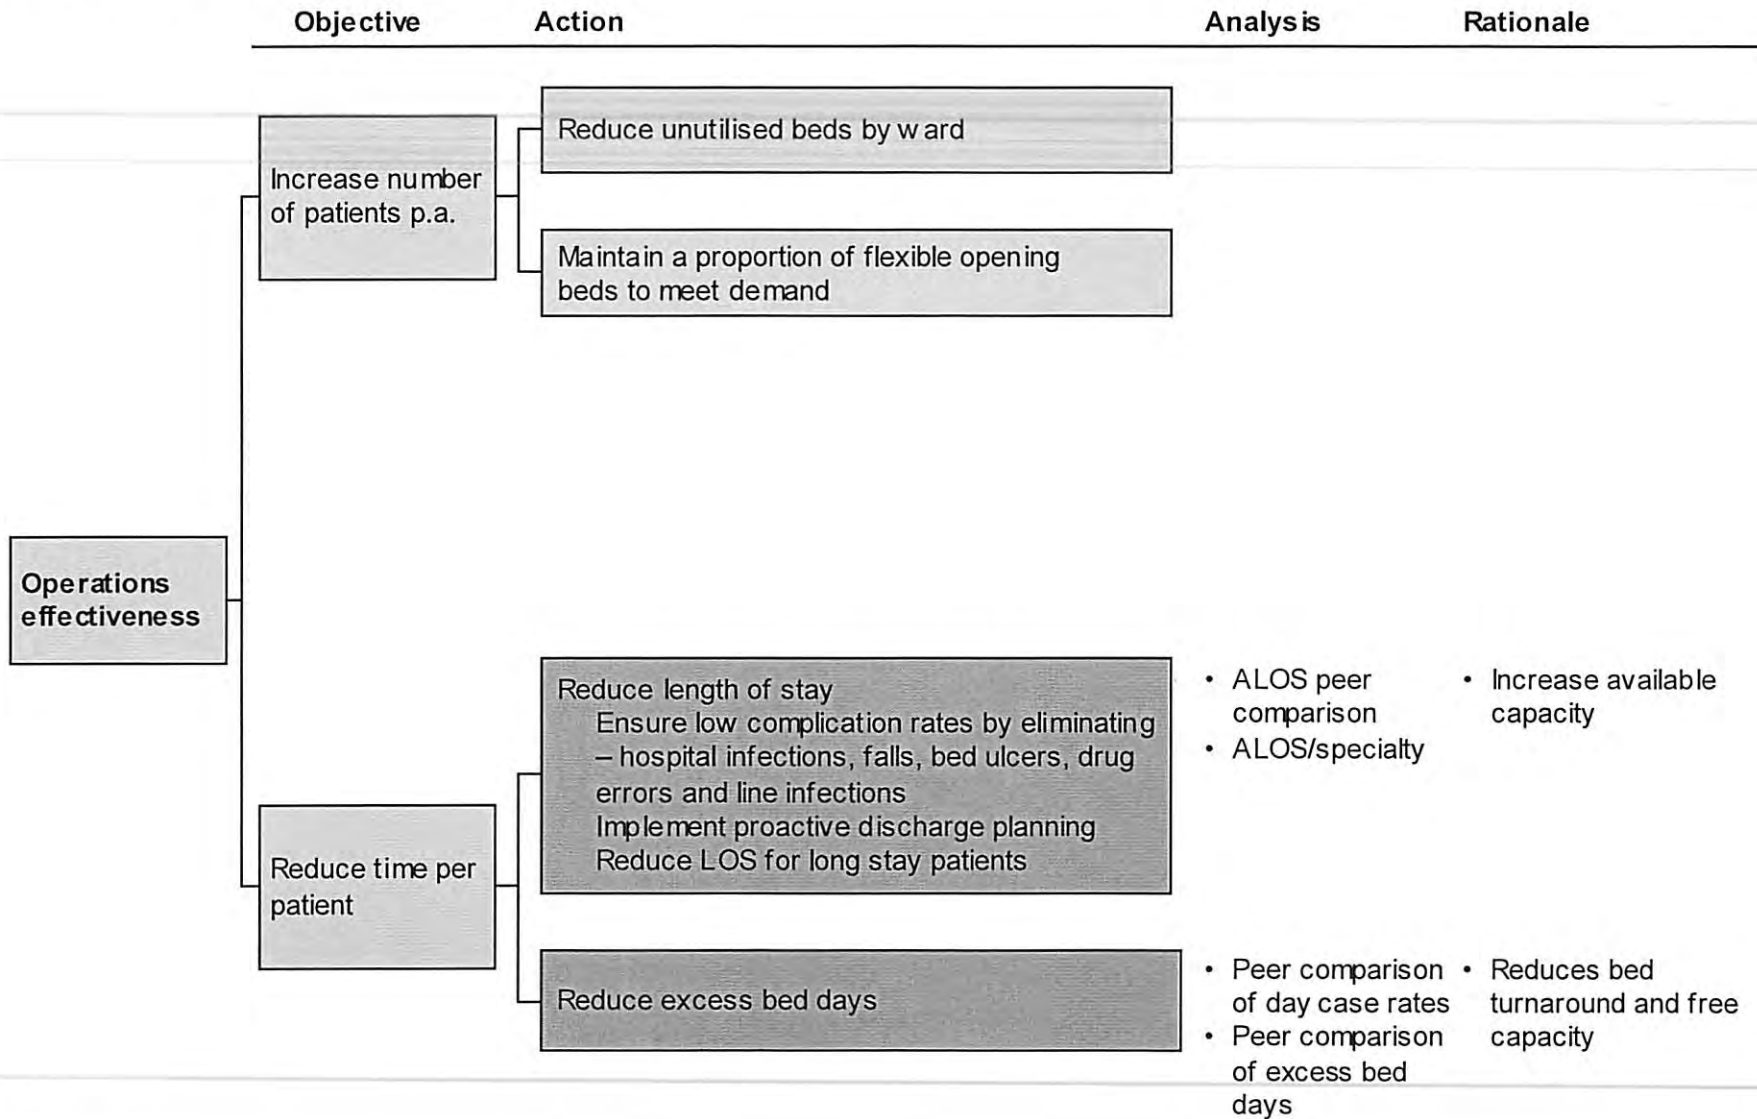 Objective Action Analysis Rationale
Reduce unutilised beds by ward
Increase number
of patients p.a.
Maintain a proportion of flexible opening
beds to meet demand
Operations
effectiveness
Reduce length of stay
Ensure low complication rates by eliminating
– hospital infections, falls, bed ulcers, drug
errors and line infections
Implement proactive discharge planning
Reduce LOS for long stay patients
• ALOS peer
comparison
• ALOS/specialty
• Increase available
capacity
Reduce time per
patient
Reduce excess bed days
• Peer comparison
of day case rates
• Peer comparison
of excess bed
days
• Reduces bed
turnaround and free
capacity